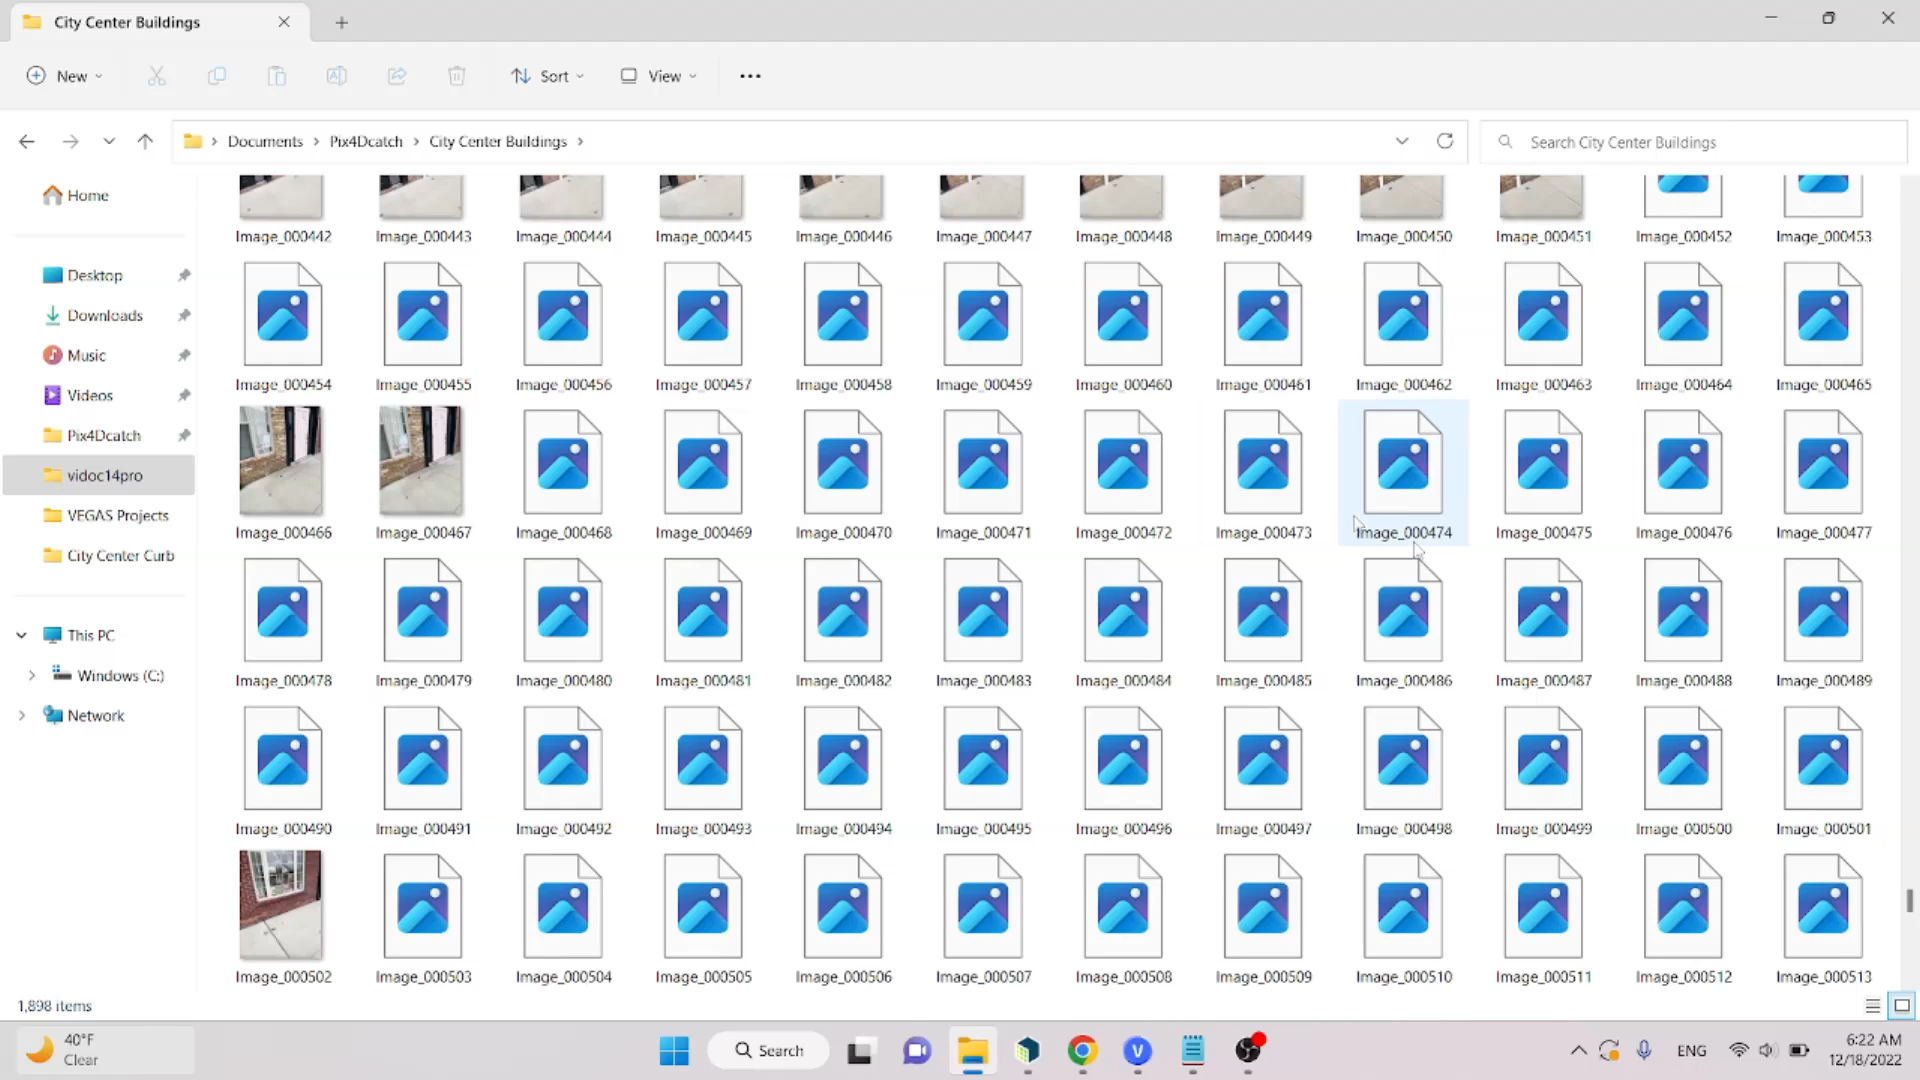 City Center Buildings
New
Sort
View
Documents
Pix4Dcatch
City Center Buildings
Search City Center Buildings
Home
Desktop
Downloads
Music
Videos
Pix4Dcatch
vidoc14pro
VEGAS Projects
City Center Curb
This PC
Windows (C:)
Network
Image_000442 Image_000443 Image_000444 Image_000445 Image_000446 Image_000447 Image_000448 Image_000449 Image_000450 Image_000451 Image_000452 Image_000453
Image_000454 Image_000455 Image_000456 Image_000457 Image_000458 Image_000459 Image_000460 Image_000461 Image_000462 Image_000463 Image_000464 Image_000465
Image_000466 Image_000467 Image_000468 Image_000469 Image_000470 Image_000471 Image_000472 Image_000473 Image_000474 Image_000475 Image_000476 Image_000477
Image_000478 Image_000479 Image_000480 Image_000481 Image_000482 Image_000483 Image_000484 Image_000485 Image_000486 Image_000487 Image_000488 Image_000489
Image_000490 Image_000491 Image_000492 Image_000493 Image_000494 Image_000495 Image_000496 Image_000497 Image_000498 Image_000499 Image_000500 Image_000501
Image_000502 Image_000503 Image_000504 Image_000505 Image_000506 Image_000507 Image_000508 Image_000509 Image_000510 Image_000511 Image_000512 Image_000513
1,898 items
40°F
Clear
Search
V
ENG
6:22 AM
12/18/2022